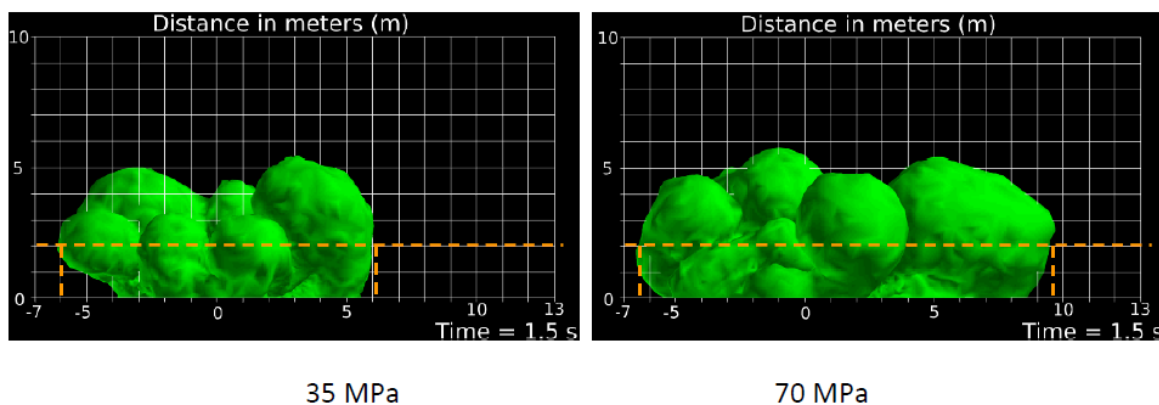 Distance in meters (m)
10
5
0
-7 -5 0 5 10 13
Time = 1.5 s
Distance in meters (m)
10
5
0
-7 -5 0 5 10 13
Time = 1.5 s
35 MPa
70 MPa